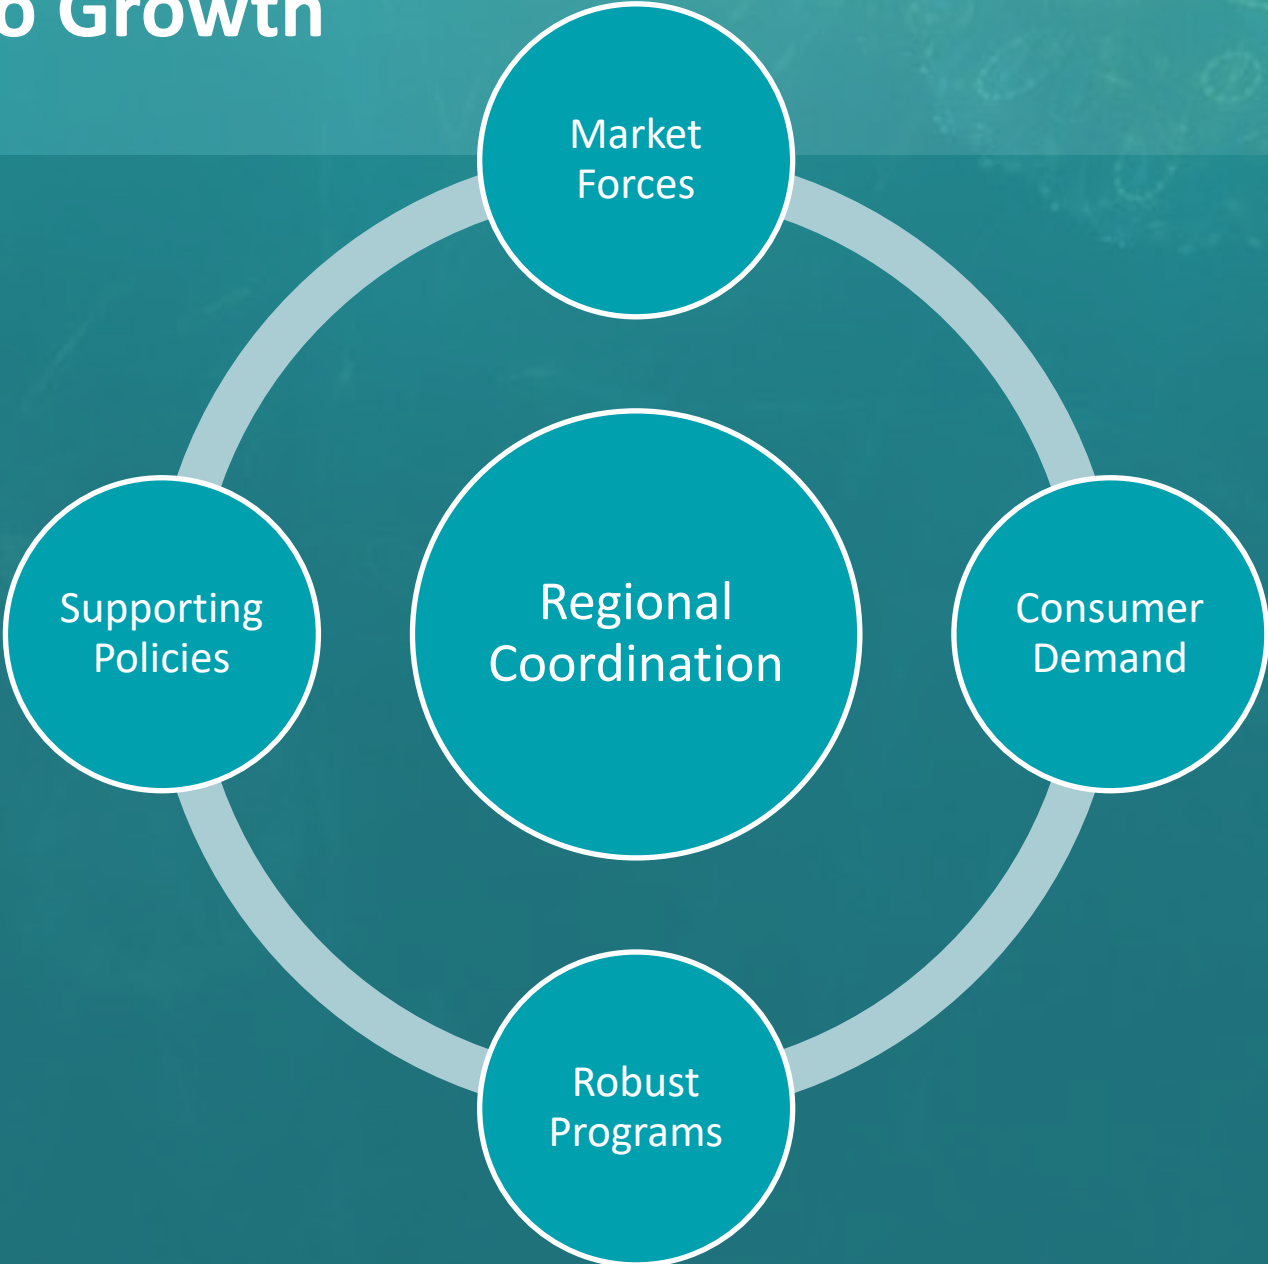 o Growth
Market
Forces
Supporting
Policies
Regional
Coordination
Consumer
Demand
Robust
Programs